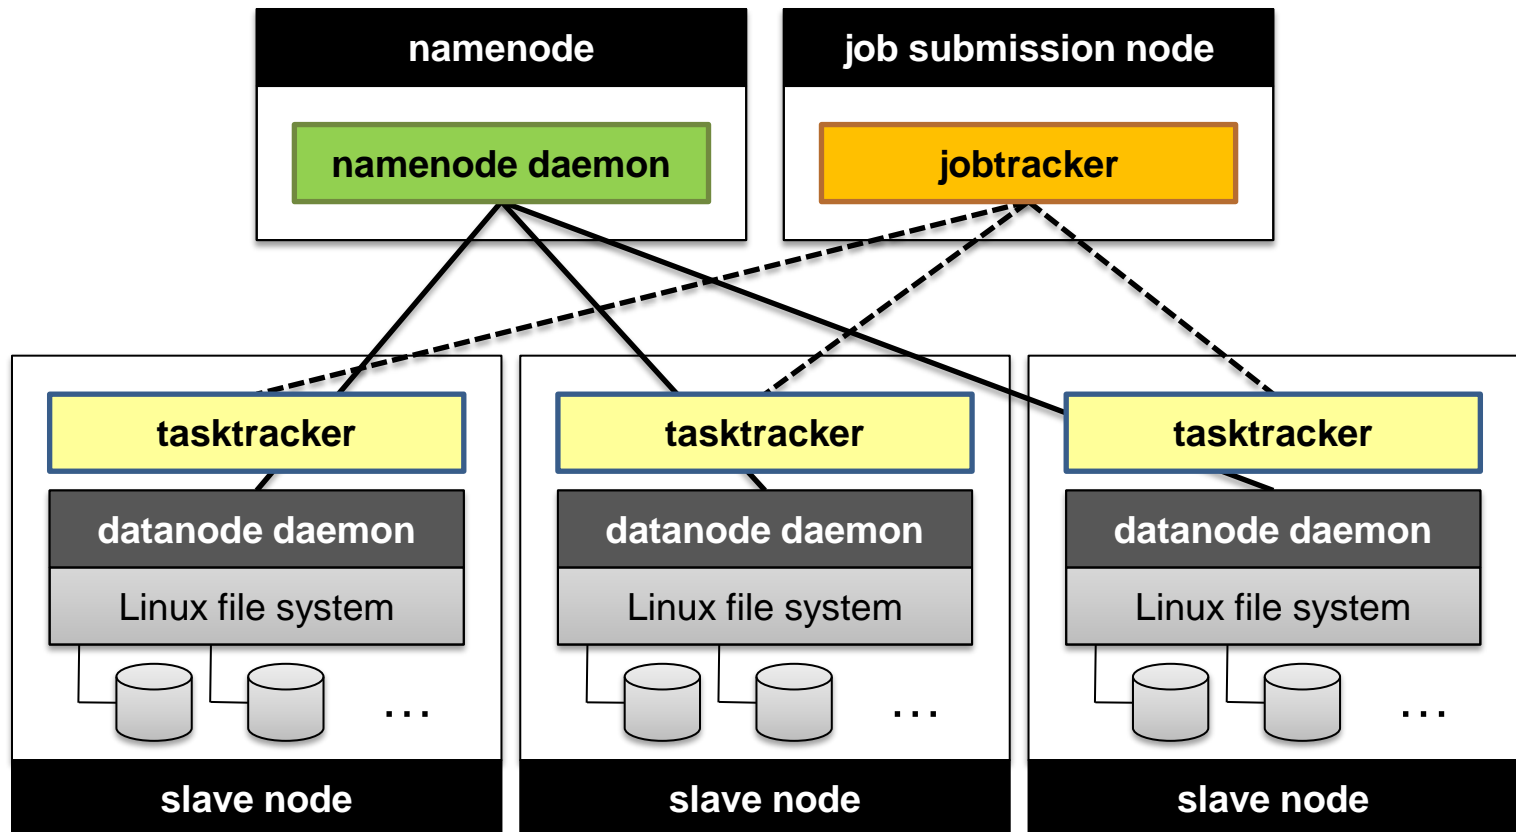 namenode
job submission node
namenode daemon
jobtracker
tasktracker
tasktracker
tasktracker
datanode daemon
datanode daemon
datanode daemon
Linux file system
Linux file system
Linux file system
…
…
…
slave node
slave node
slave node